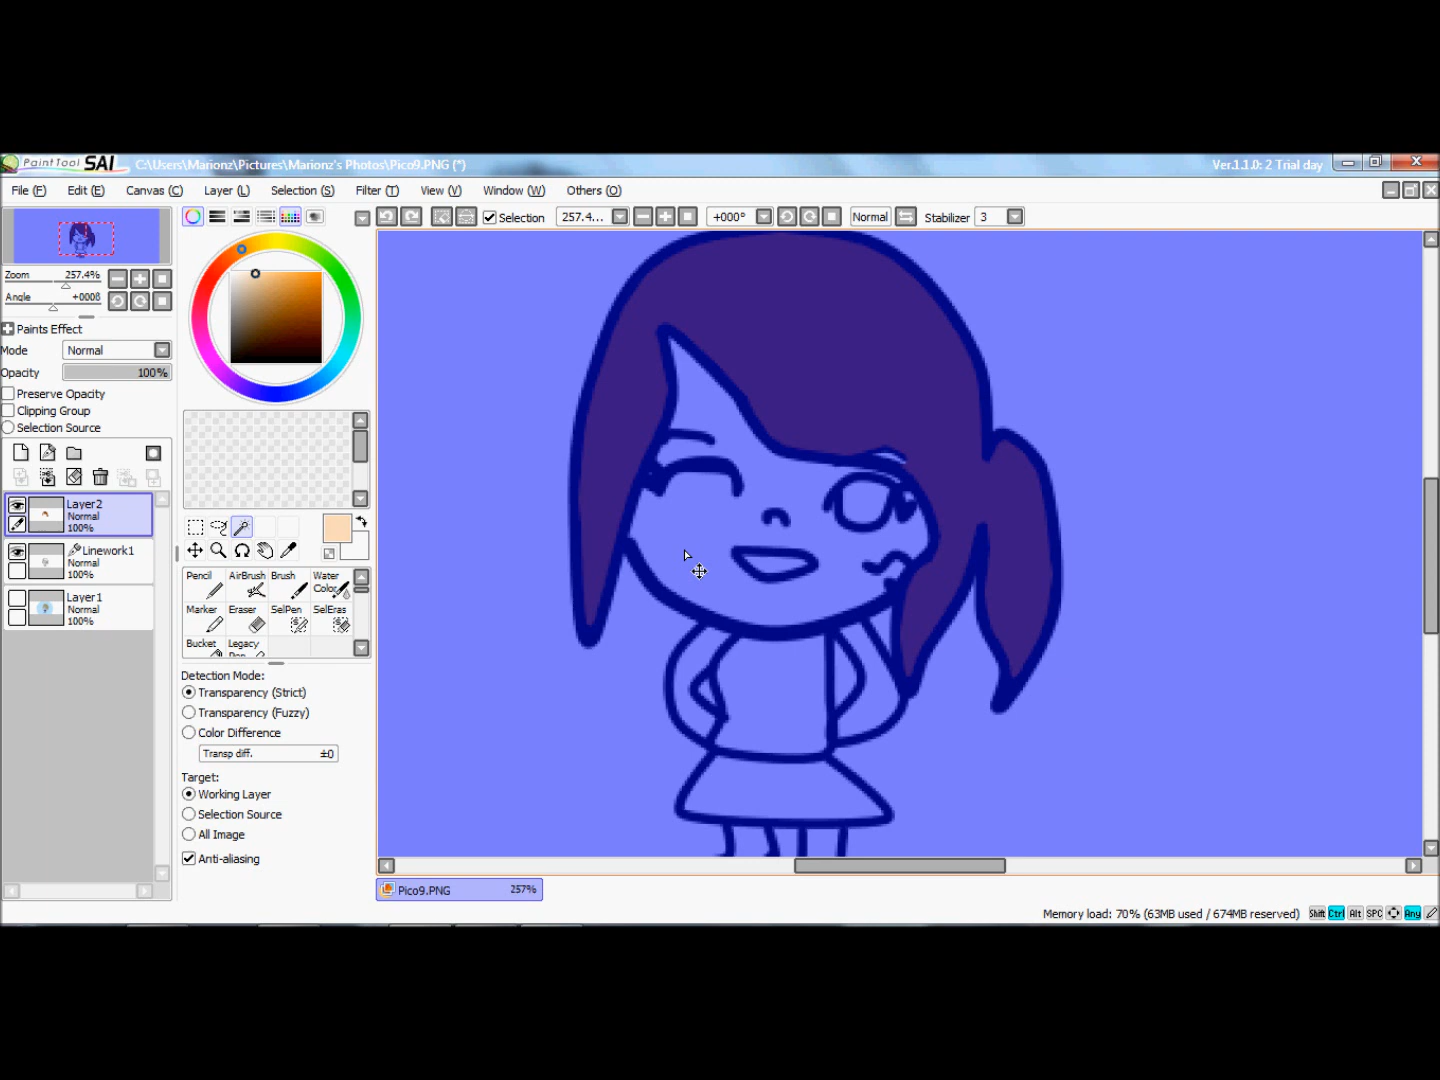 PaintTool SAI C:\Users\Marionz\Pictures\Marionz's Photos\Pico9.PNG (*) Ver.1.1.0: 2 Trial day
File (F) Edit (E) Canvas (C) Layer (L) Selection (S) Filter (T) View (V) Window (W) Others (O)
Selection 257.4... +000° Normal Stabilizer 3
Zoom 257.4%
Angle +000ß
Paints Effect
Mode Normal
Opacity 100%
Preserve Opacity
Clipping Group
Selection Source
Layer2
Normal
100%
Linework1
Normal
100%
Layer1
Normal
100%
Pencil AirBrush Brush Water
Color
Marker Eraser SelPen SelEras
Bucket Legacy
Pen
Detection Mode:
Transparency (Strict)
Transparency (Fuzzy)
Color Difference
Transp diff. ±0
Target:
Working Layer
Selection Source
All Image
Anti-aliasing
Pico9.PNG 257%
Memory load: 70% (63MB used / 674MB reserved) Shift Ctrl Alt SPC Any